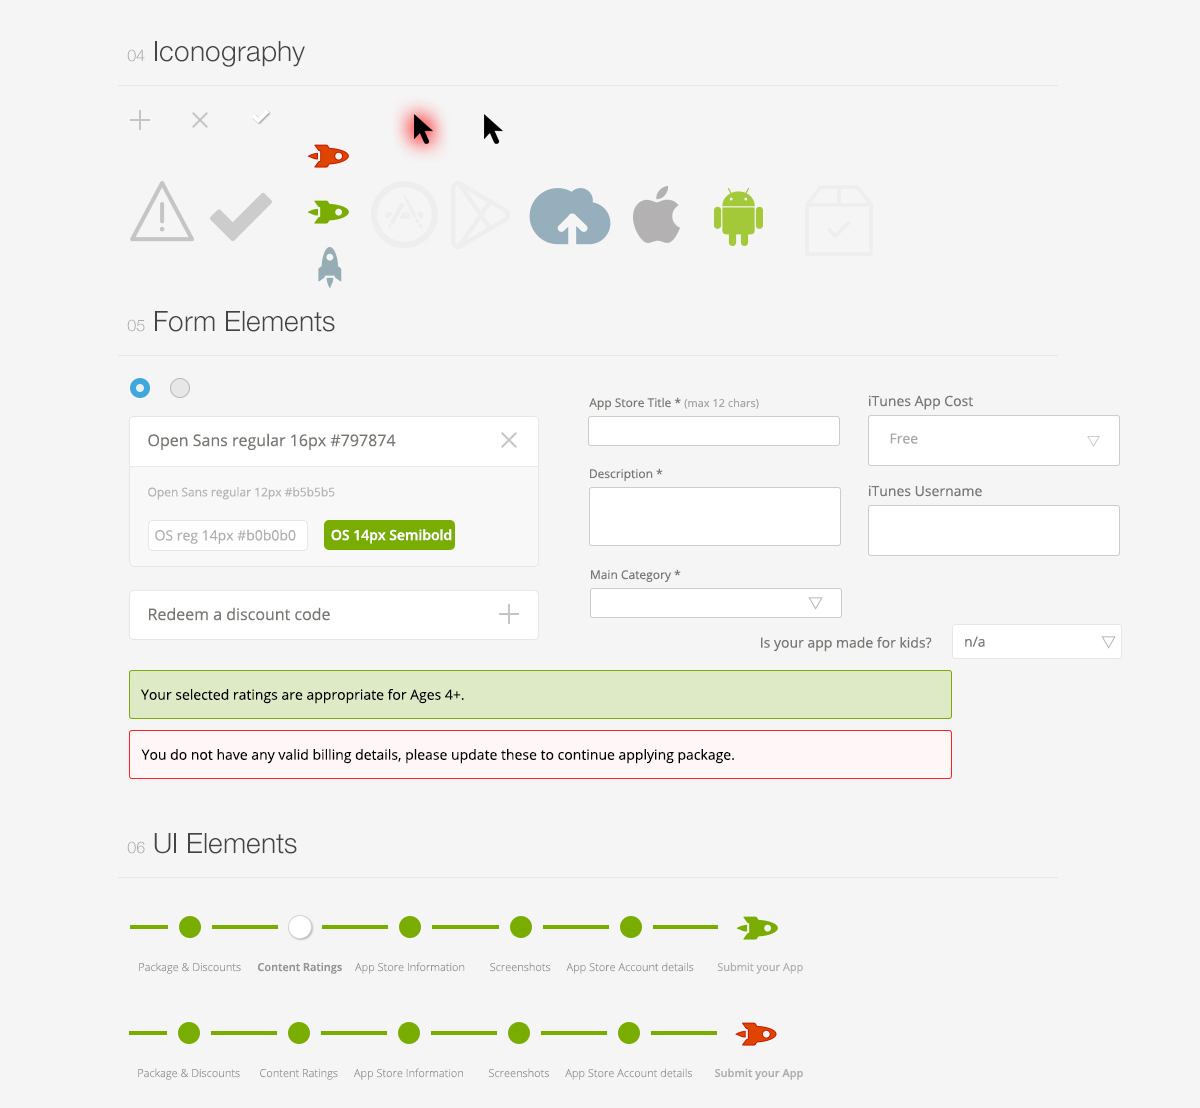 04 Iconography
05 Form Elements
Open Sans regular 16px #797874
Open Sans regular 12px #b5b5b5
OS reg 14px #b0b0b0
OS 14px Semibold
Redeem a discount code
App Store Title * (max 12 chars)
Description *
Main Category *
iTunes App Cost
Free
iTunes Username
Is your app made for kids?
n/a
Your selected ratings are appropriate for Ages 4+.
You do not have any valid billing details, please update these to continue applying package.
06 UI Elements
Package & Discounts Content Ratings App Store Information Screenshots App Store Account details Submit your App
Package & Discounts Content Ratings App Store Information Screenshots App Store Account details Submit your App